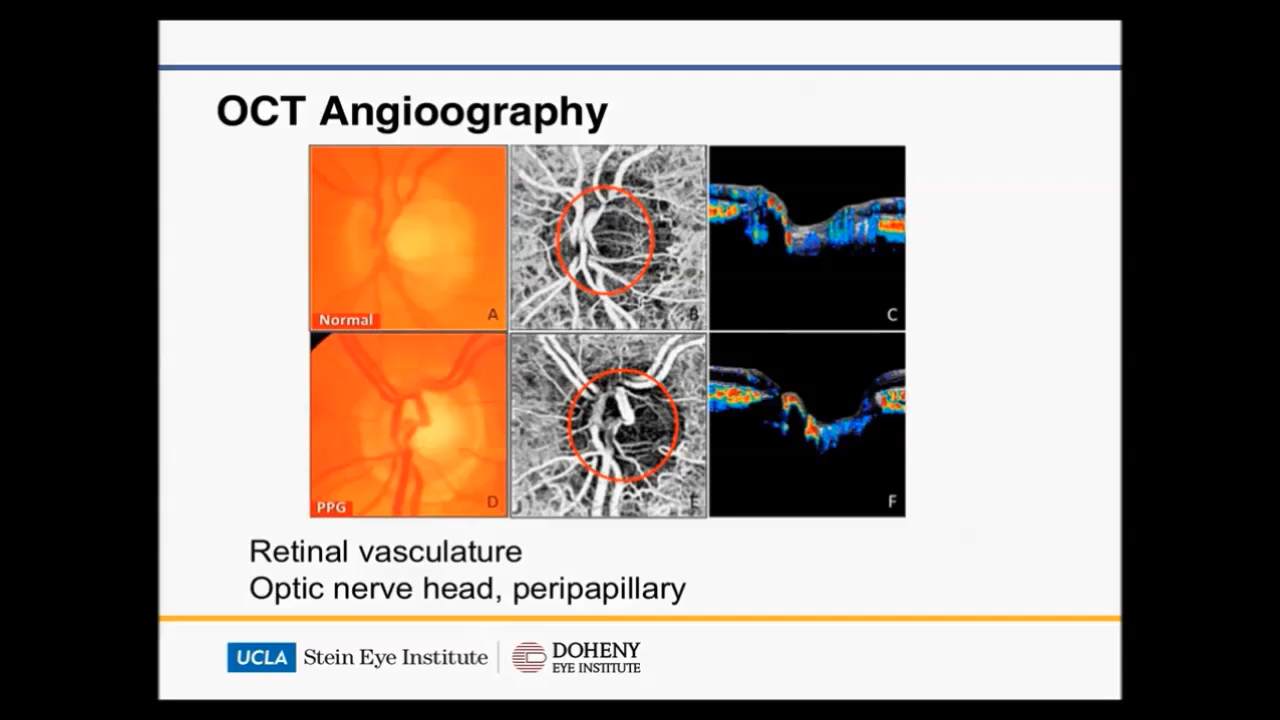 OCT Angioography
Normal
A
B
C
PPG
D
E
F
Retinal vasculature
Optic nerve head, peripapillary
UCLA Stein Eye Institute
DOHENY
EYE INSTITUTE